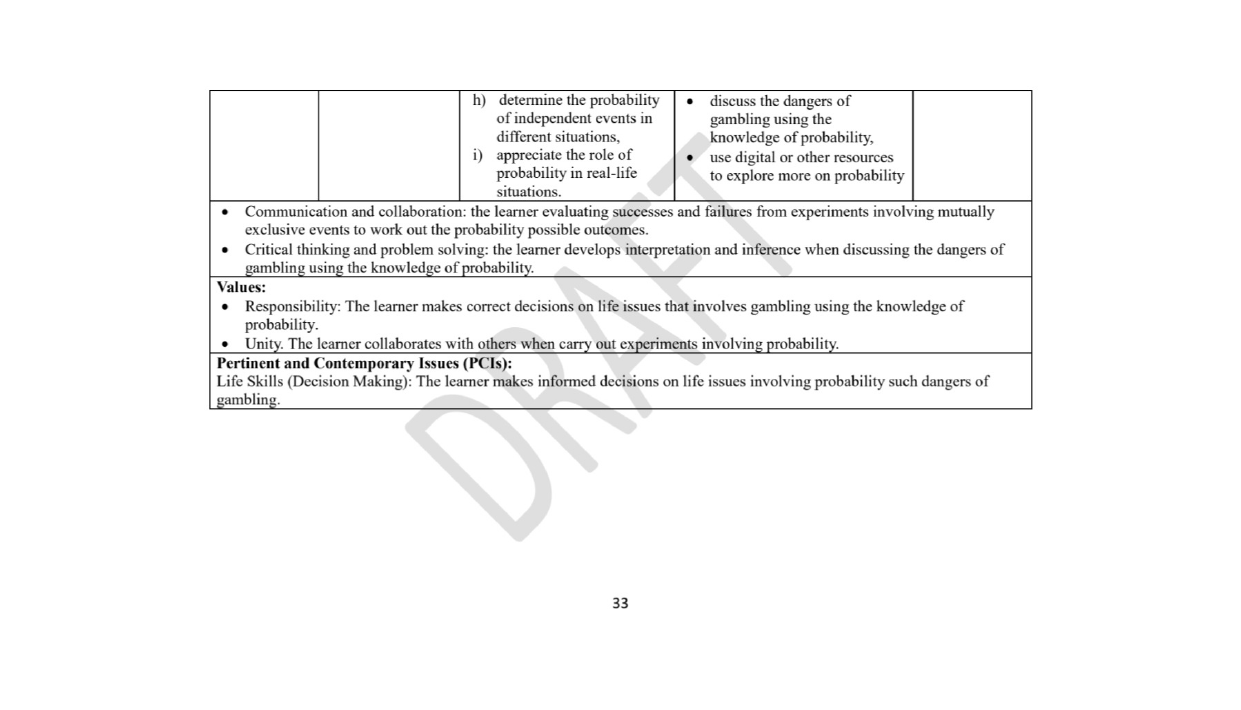 h) determine the probability
of independent events in
different situations,
i) appreciate the role of
probability in real-life
situations.
• discuss the dangers of
gambling using the
knowledge of probability,
• use digital or other resources
to explore more on probability
• Communication and collaboration: the learner evaluating successes and failures from experiments involving mutually
exclusive events to work out the probability possible outcomes.
• Critical thinking and problem solving: the learner develops interpretation and inference when discussing the dangers of
gambling using the knowledge of probability.
Values:
• Responsibility: The learner makes correct decisions on life issues that involves gambling using the knowledge of
probability.
• Unity. The learner collaborates with others when carry out experiments involving probability.
Pertinent and Contemporary Issues (PCIs):
Life Skills (Decision Making): The learner makes informed decisions on life issues involving probability such dangers of
gambling.
DRAFT
33